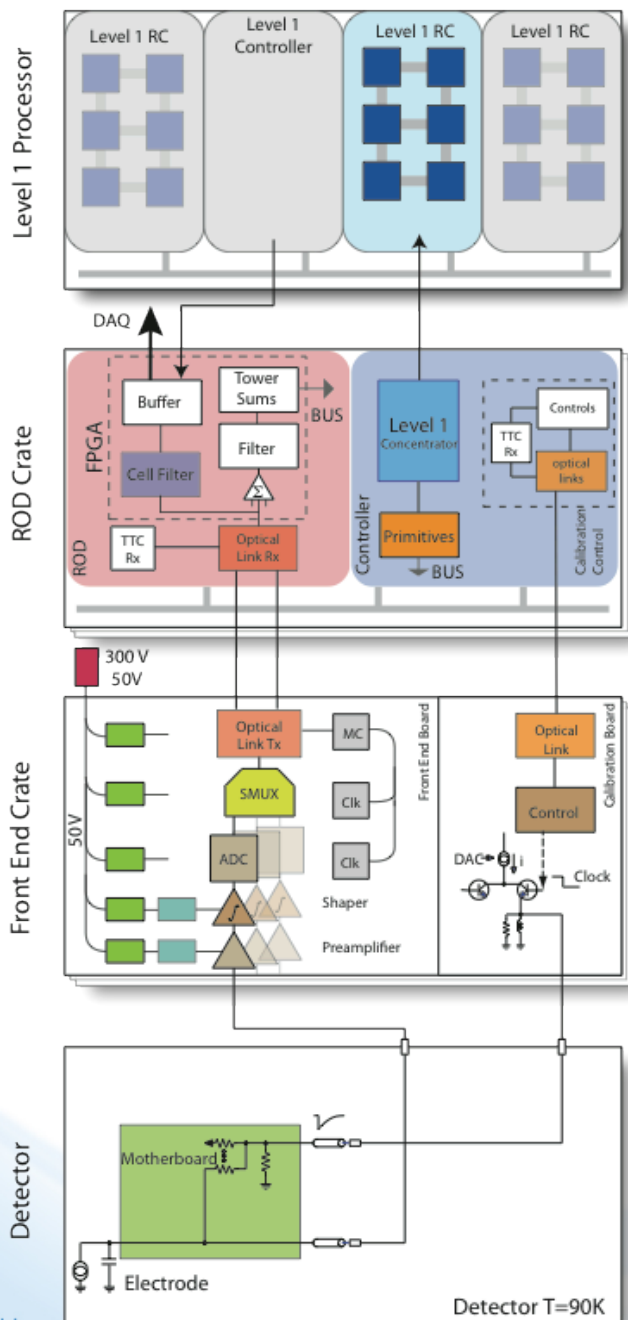 Level 1 Processor
Level 1 RC
Level 1
Controller
Level 1 RC
Level 1 RC
DAQ
ROD Crate
FPGA
Buffer
Tower
Sums
BUS
Cell Filter
Filter
Σ
TTC
Rx
Optical
Link Rx
ROD
Level 1
Concentrator
Primitives
BUS
Controller
Controls
TTC
Rx
optical
links
Calibration
Control
300 V
50V
Front End Crate
50V
Optical
Link Tx
MC
SMUX
Clk
ADC
Clk
∫
∫
∫
Shaper
Preamplifier
Front End Board
Optical
Link
Calibration Board
Control
DAC
i
Clock
Detector
Motherboard
Electrode
Detector T=90K